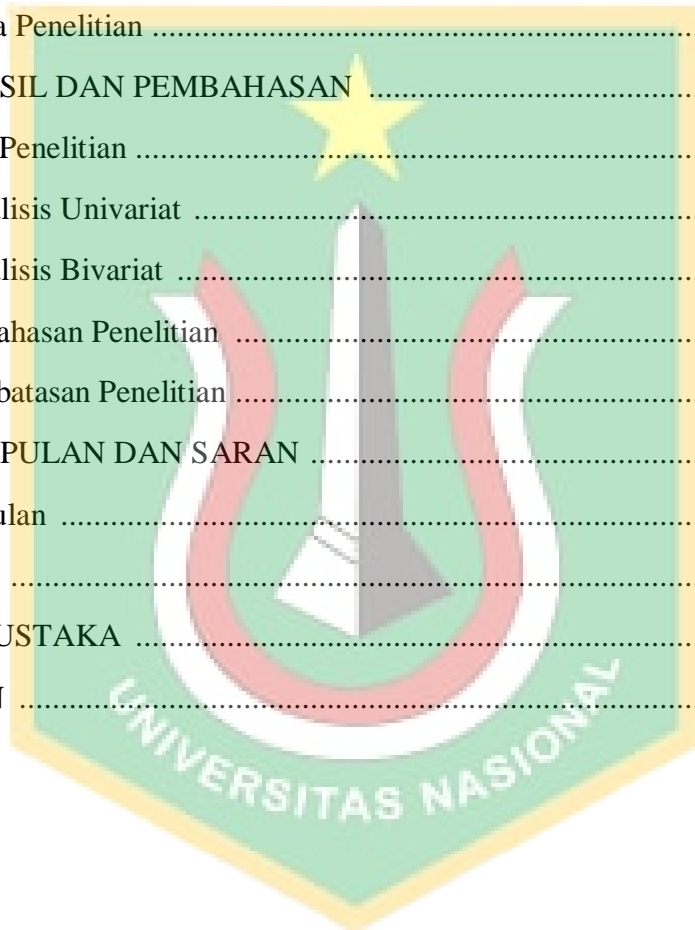 a Penelitian ....................................................................
SIL DAN PEMBAHASAN ........................................
Penelitian ......................................................................
lisis Univariat ...............................................................
lisis Bivariat .................................................................
ahasan Penelitian .........................................................
batasan Penelitian .........................................................
PULAN DAN SARAN ...............................................
ulan ...............................................................................
......................................................................................
USTAKA ......................................................................
N ....................................................................................
UNIVERSITAS NASIONAL